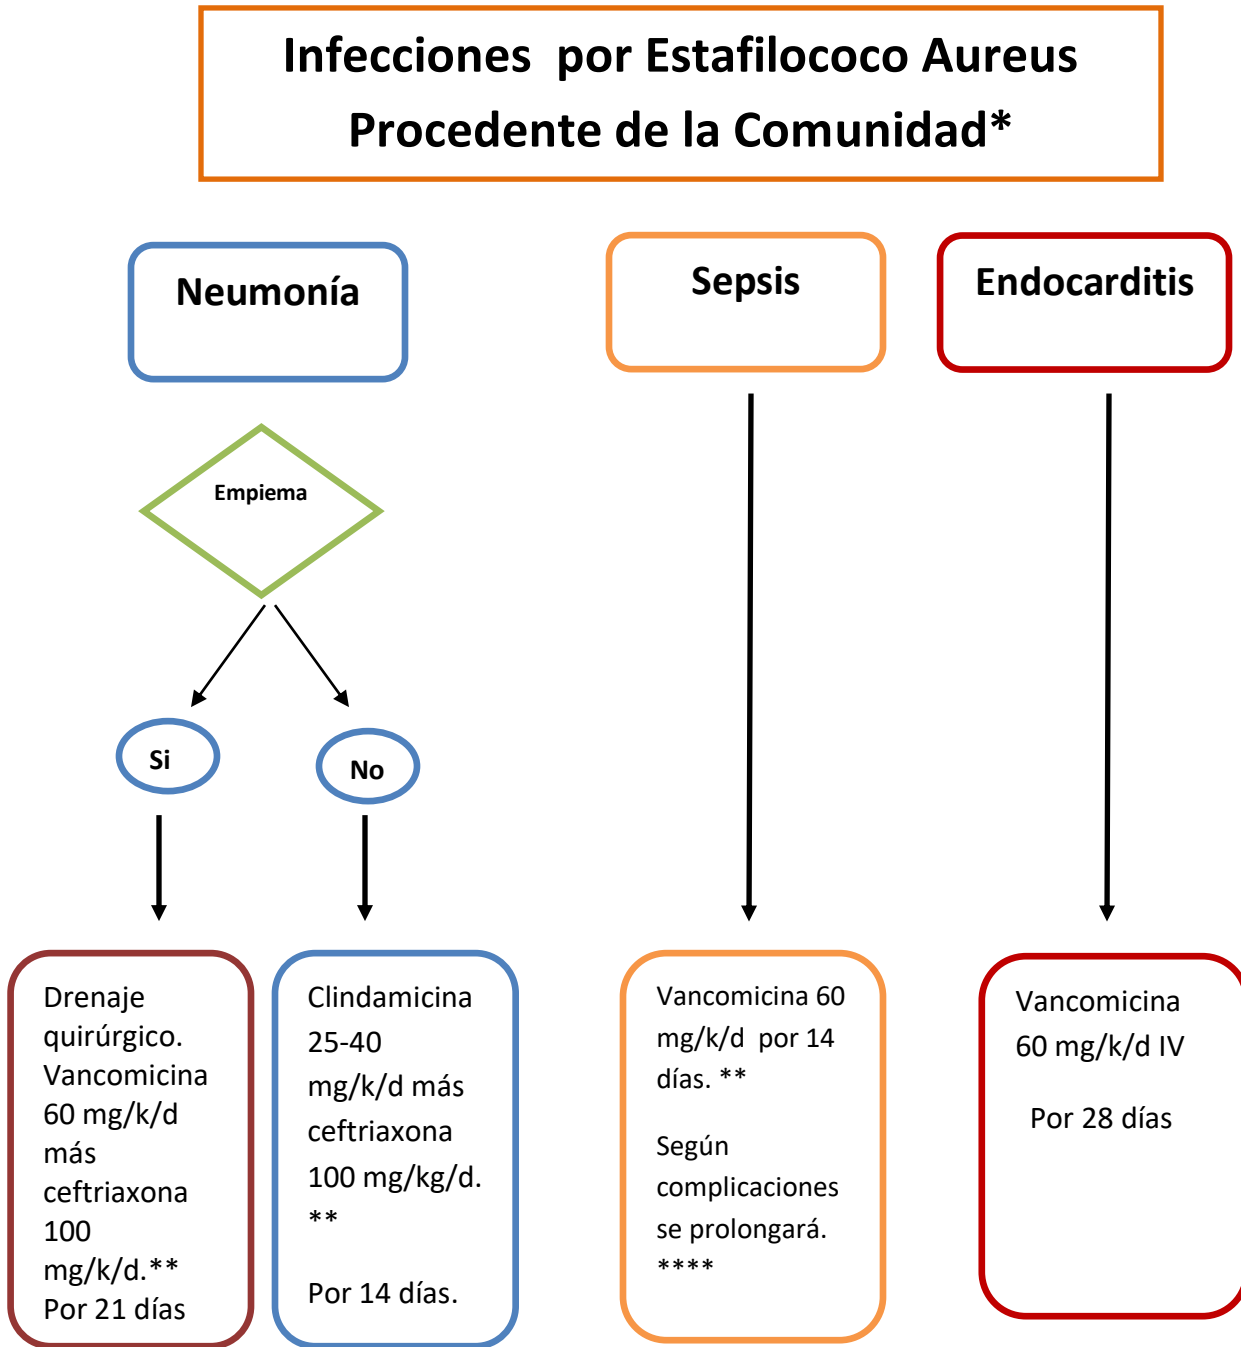 Infecciones por Estafilococo Aureus
Procedente de la Comunidad*
Neumonía
Sepsis
Endocarditis
Empiema
Si
No
Drenaje
quirúrgico.
Vancomicina
60 mg/k/d
más
ceftriaxona
100
mg/k/d.**
Por 21 días
Clindamicina
25-40
mg/k/d más
ceftriaxona
100 mg/kg/d.
**
Por 14 días.
Vancomicina 60
mg/k/d por 14
días. **
Según
complicaciones
se prolongará.
****
Vancomicina
60 mg/k/d IV
Por 28 días